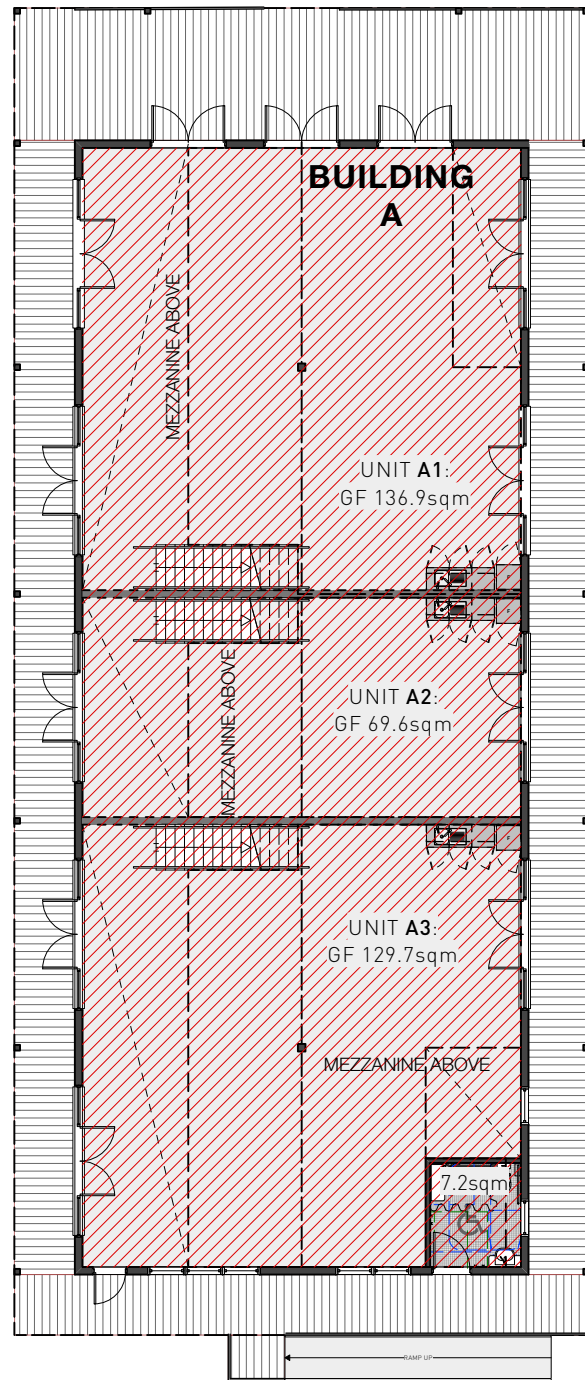 BUILDING
A
MEZZANINE ABOVE
UNIT A1:
GF 136.9sqm
F
F
UNIT A2:
GF 69.6sqm
MEZZANINE ABOVE
F
UNIT A3:
GF 129.7sqm
MEZZANINE ABOVE
7.2sqm
RAMP UP